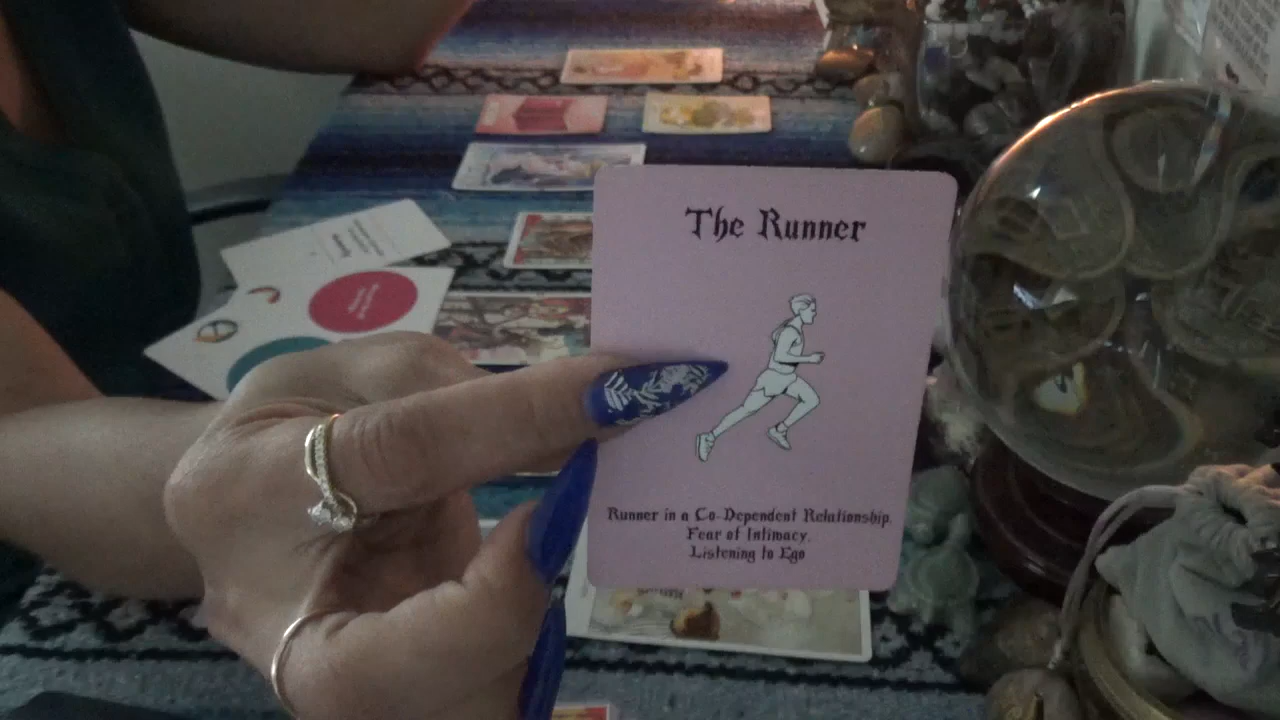 The Runner
Runner in a Co-Dependent Relationship.
Fear of Intimacy.
Listening to Ego